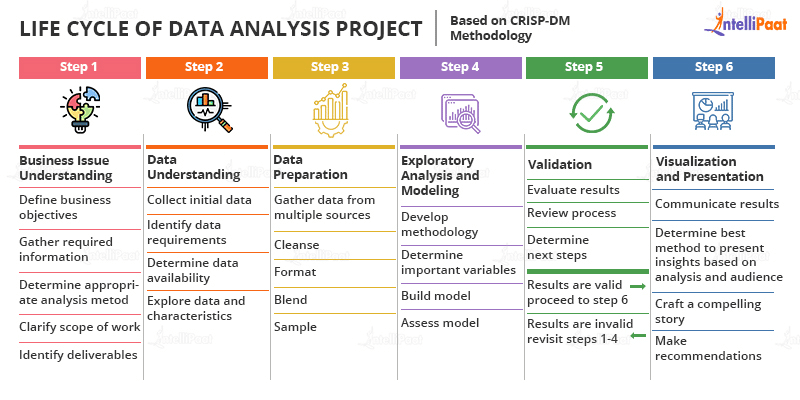 LIFE CYCLE OF DATA ANALYSIS PROJECT
Based on CRISP-DM
Methodology
IntelliPaat
Step 1
Step 2
Step 3
Step 4
Step 5
Step 6
Business Issue
Understanding
Define business
objectives
Gather required
information
Determine appropri-
ate analysis metod
Clarify scope of work
Identify deliverables
Data
Understanding
Collect initial data
Identify data
requirements
Determine data
availability
Explore data and
characteristics
Data
Preparation
Gather data from
multiple sources
Cleanse
Format
Blend
Sample
Exploratory
Analysis and
Modeling
Develop
methodology
Determine
important variables
Build model
Assess model
Validation
Evaluate results
Review process
Determine
next steps
Results are valid
proceed to step 6
Results are invalid
revisit steps 1-4
Visualization
and Presentation
Communicate results
Determine best
method to present
insights based on
analysis and audience
Craft a compelling
story
Make
recommendations